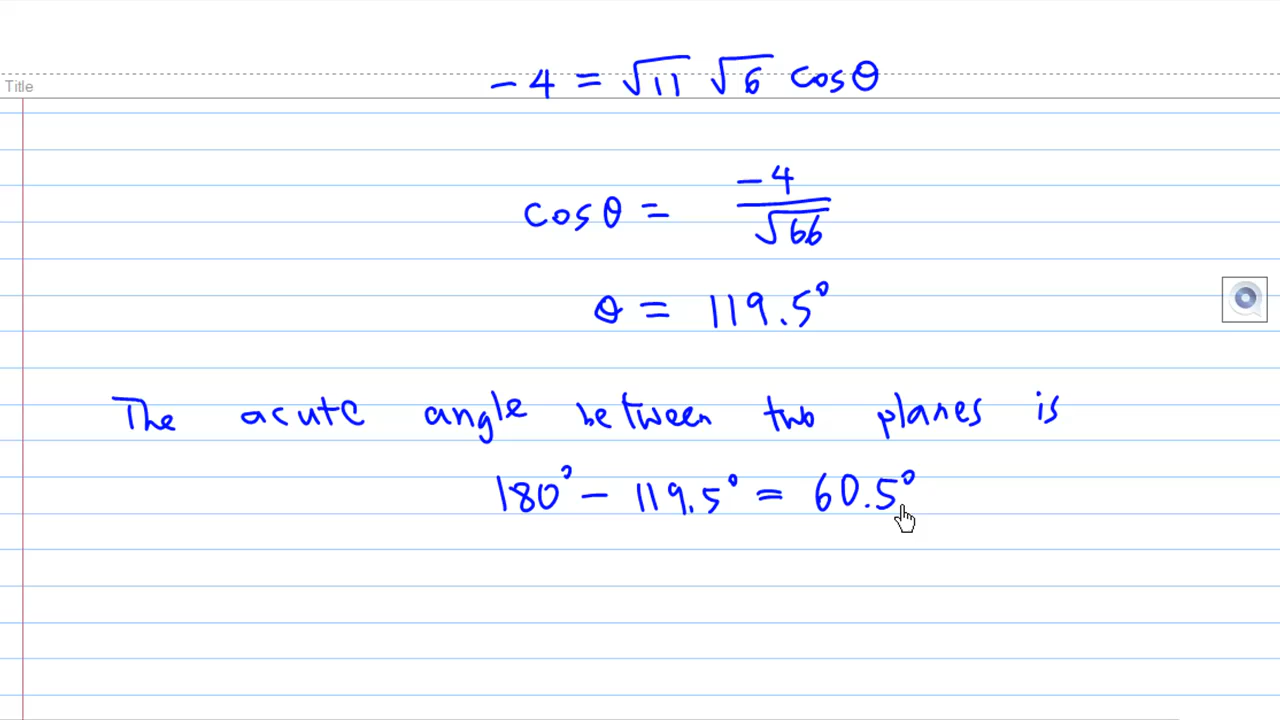 -4 = √11 √6 cosθ
Title
cosθ = -4/√66
θ = 119.5°
The acute angle between two planes is
180° - 119.5° = 60.5°